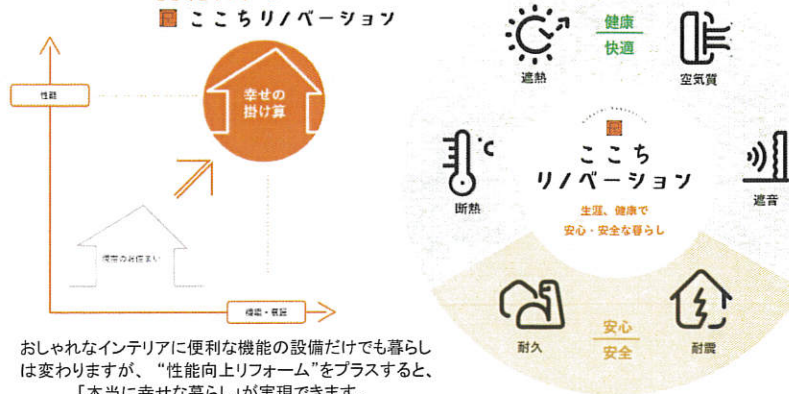 ここちリノベーション
性能
幸せの
掛け算
現在のお住まい
機能・意匠
おしゃれなインテリアに便利な機能の設備だけでも暮らし
は変わりますが、“性能向上リフォーム”をプラスすると、
「本当に幸せな暮らし」が実現できます。
健康
快適
遮熱
空気質
断熱
℃
遮音
ここち
リノベーション
生涯、健康で
安心・安全な暮らし
耐久
安心
安全
耐震